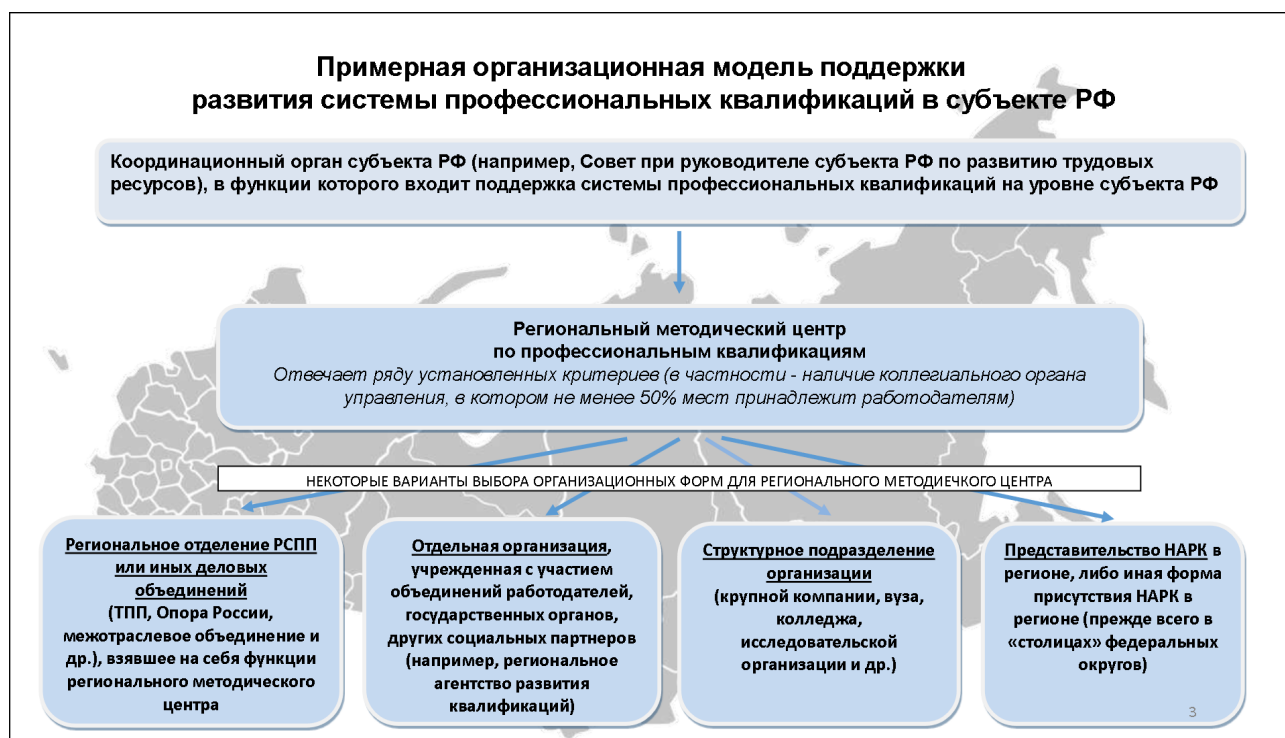 Примерная организационная модель поддержки
развития системы профессиональных квалификаций в субъекте РФ
Координационный орган субъекта РФ (например, Совет при руководителе субъекта РФ по развитию трудовых
ресурсов), в функции которого входит поддержка системы профессиональных квалификаций на уровне субъекта РФ
Региональный методический центр
по профессиональным квалификациям
Отвечает ряду установленных критериев (в частности - наличие коллегиального органа
управления, в котором не менее 50% мест принадлежит работодателям)
НЕКОТОРЫЕ ВАРИАНТЫ ВЫБОРА ОРГАНИЗАЦИОННЫХ ФОРМ ДЛЯ РЕГИОНАЛЬНОГО МЕТОДИЕЧКОГО ЦЕНТРА
Региональное отделение РСПП
или иных деловых
объединений
(ТПП, Опора России,
межотраслевое объединение и
др.), взявшее на себя функции
регионального методического
центра
Отдельная организация,
учрежденная с участием
объединений работодателей,
государственных органов,
других социальных партнеров
(например, региональное
агентство развития
квалификаций)
Структурное подразделение
организации
(крупной компании, вуза,
колледжа,
исследовательской
организации и др.)
Представительство НАРК в
регионе, либо иная форма
присутствия НАРК в
регионе (прежде всего в
«столицах» федеральных
округов)
3